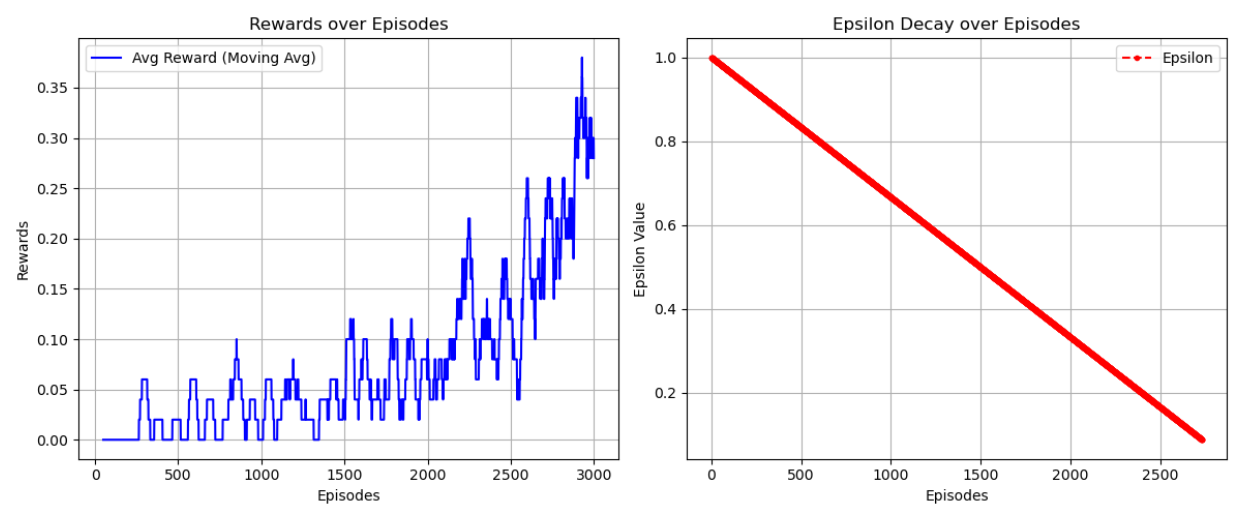 Rewards over Episodes
Avg Reward (Moving Avg)
0.35
0.30
0.25
0.20
0.15
0.10
0.05
0.00
Rewards
0 500 1000 1500 2000 2500 3000
Episodes
Epsilon Decay over Episodes
Epsilon
1.0
0.8
0.6
0.4
0.2
Epsilon Value
0 500 1000 1500 2000 2500
Episodes